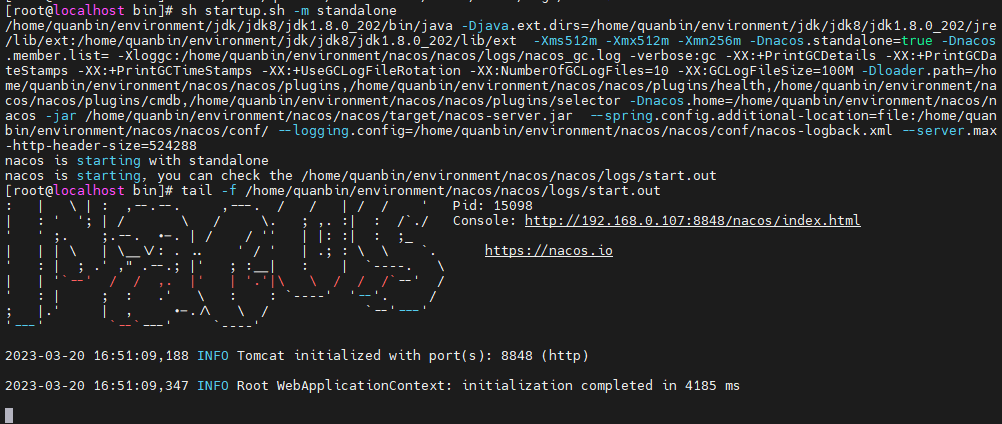 [root@localhost bin]# sh startup.sh -m standalone
/home/quanbin/environment/jdk/jdk8/jdk1.8.0_202/bin/java -Djava.ext.dirs=/home/quanbin/environment/jdk/jdk8/jdk1.8.0_202/jre
/lib/ext:/home/quanbin/environment/jdk/jdk8/jdk1.8.0_202/lib/ext  -Xms512m -Xmx512m -Xmn256m -Dnacos.standalone=true -Dnacos
.member.list= -Xloggc:/home/quanbin/environment/nacos/nacos/logs/nacos_gc.log -verbose:gc -XX:+PrintGCDetails -XX:+PrintGCDa
teStamps -XX:+PrintGCTimeStamps -XX:+UseGCLogFileRotation -XX:NumberOfGCLogFiles=10 -XX:GCLogFileSize=100M -Dloader.path=/ho
me/quanbin/environment/nacos/nacos/plugins,/home/quanbin/environment/nacos/nacos/plugins/health,/home/quanbin/environment/na
cos/nacos/plugins/cmdb,/home/quanbin/environment/nacos/nacos/plugins/selector -Dnacos.home=/home/quanbin/environment/nacos/n
acos -jar /home/quanbin/environment/nacos/nacos/target/nacos-server.jar  --spring.config.additional-location=file:/home/quan
bin/environment/nacos/nacos/conf/ --logging.config=/home/quanbin/environment/nacos/nacos/conf/nacos-logback.xml --server.max
-http-header-size=524288
nacos is starting with standalone
nacos is starting, you can check the /home/quanbin/environment/nacos/nacos/logs/start.out
[root@localhost bin]# tail -f /home/quanbin/environment/nacos/nacos/logs/start.out
Pid: 15098
Console: http://192.168.0.107:8848/nacos/index.html
https://nacos.io
2023-03-20 16:51:09,188 INFO Tomcat initialized with port(s): 8848 (http)
2023-03-20 16:51:09,347 INFO Root WebApplicationContext: initialization completed in 4185 ms